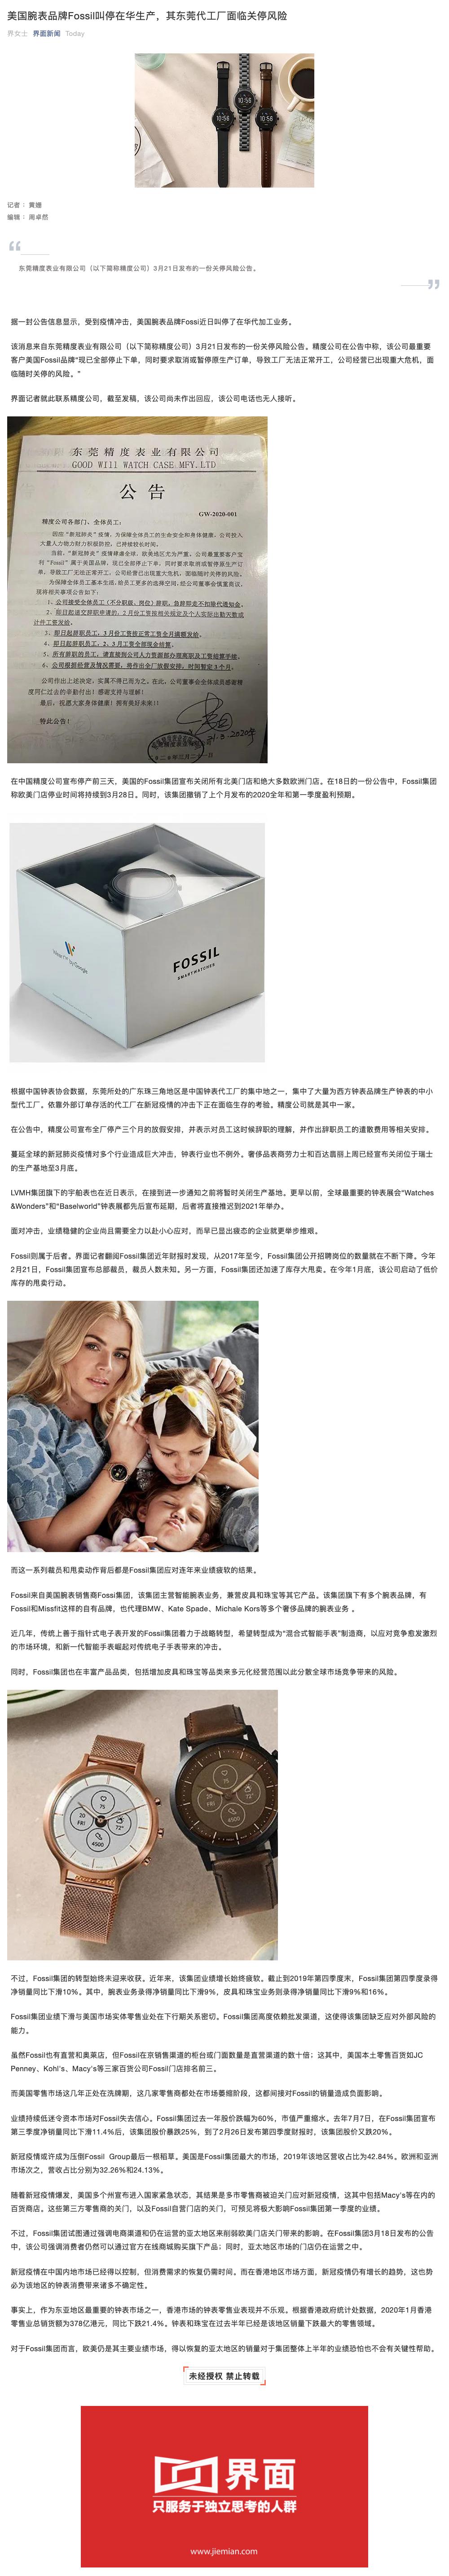 美国腕表品牌Fossil叫停在华生产，其东莞代工厂面临关停风险
界女士 界面新闻 Today
10:56
10:56
10:56
记者：黄姗
编辑：周卓然
“
东莞精度表业有限公司（以下简称精度公司）3月21日发布的一份关停风险公告。
”
据一封公告信息显示，受到疫情冲击，美国腕表品牌Fossi近日叫停了在华代加工业务。
该消息来自东莞精度表业有限公司（以下简称精度公司）3月21日发布的一份关停风险公告。精度公司在公告中称，该公司最重要
客户美国Fossil品牌“现已全部停止下单，同时要求取消或暂停原生产订单，导致工厂无法正常开工，公司经营已出现重大危机，面
临随时关停的风险。”
界面记者就此联系精度公司，截至发稿，该公司尚未作出回应，该公司电话也无人接听。
东莞精度表业有限公司
GOOD WIll WATCH CASE MFY.LTD
公 告
GW-2020-001
精度公司各部门、全体员工：
因防“新冠肺炎”疫情，为保障全体员工的生命安全和身体健康，公司投入
大量人力物力财力积极防控，已持续较长时间。
当前，“新冠肺炎”疫情肆虐全球，欧美地区尤为严重，公司最重要客户宝
利“Fossil”属于美国品牌，现已全部停止下单，同时要求取消或暂停原生产订
单，导致工厂无法正常开工，公司经营已出现重大危机，面临随时关停的风险。
为保障全体员工基本生活，给员工更多的选择空间，经公司董事会慎重商议，
现将相关事项公告如下：
1、公司接受全体员工（不分职级、岗位）辞职，急辞即走不扣除代通知金。
2、即日起递交辞职申请的，2月份工资按相关规定及个人实际出勤天数或
计件工资发给。
3、即日起辞职员工，3月份工资按正常工资全月满额发给。
4、即日起辞职员工，2、3月工资全部现金结算。
5、所有辞职的员工，请直接到公司人力资源部办理离职及工资结算手续。
6、公司根据经营及情况需要，将作出全厂放假安排，时间暂定3个月。
公司作出上述决定，实属不得已而为之，在此，公司董事会全体成员感谢精
度同仁过去的辛勤付出！感谢支持与理解！
最后，祝愿大家身体健康！拥有美好未来！！
特此公告！
21.3.2020年
二零二零年三月二十一日
在中国精度公司宣布停产前三天，美国的Fossil集团宣布关闭所有北美门店和绝大多数欧洲门店。在18日的一份公告中，Fossil集团
称欧美门店停业时间将持续到3月28日。同时，该集团撤销了上个月发布的2020全年和第一季度盈利预期。
FOSSIL
SMARTWATCHES
根据中国钟表协会数据，东莞所处的广东珠三角地区是中国钟表代工厂的集中地之一，集中了大量为西方钟表品牌生产钟表的中小
型代工厂。依靠外部订单存活的代工厂在新冠疫情的冲击下正在面临生存的考验。精度公司就是其中一家。
在公告中，精度公司宣布全厂停产三个月的放假安排，并表示对员工这时候辞职的理解，并作出辞职员工的遣散费用等相关安排。
蔓延全球的新冠肺炎疫情对多个行业造成巨大冲击，钟表行业也不例外。奢侈品表商劳力士和百达翡丽上周已经宣布关闭位于瑞士
的生产基地至3月底。
LVMH集团旗下的宇舶表也在近日表示，在接到进一步通知之前将暂时关闭生产基地。更早以前，全球最重要的钟表展会“Watches
&Wonders”和“Baselworld”钟表展都先后宣布延期，后者将直接推迟到2021年举办。
面对冲击，业绩稳健的企业尚且需要全力以赴小心应对，而早已显出疲态的企业就更举步维艰。
Fossil则属于后者。界面记者翻阅Fossil集团近年财报时发现，从2017年至今，Fossil集团公开招聘岗位的数量就在不断下降。今年
2月21日，Fossil集团宣布总部裁员，裁员人数未知。另一方面，Fossil集团还加速了库存大甩卖。在今年1月底，该公司启动了低价
库存的甩卖行动。
而这一系列裁员和甩卖动作背后都是Fossil集团应对连年来业绩疲软的结果。
Fossil来自美国腕表销售商Fossi集团，该集团主营智能腕表业务，兼营皮具和珠宝等其它产品。该集团旗下有多个腕表品牌，有
Fossil和Missfit这样的自有品牌，也代理BMW、Kate Spade、Michale Kors等多个奢侈品牌的腕表业务 。
近几年，传统上善于指针式电子表开发的Fossil集团着力于战略转型，希望转型成为“混合式智能手表”制造商，以应对竞争愈发激烈
的市场环境，和新一代智能手表崛起对传统电子手表带来的冲击。
同时，Fossil集团也在丰富产品品类，包括增加皮具和珠宝等品类来多元化经营范围以此分散全球市场竞争带来的风险。
75
20
FRI
72°
4500
75
20
FRI
72°
4500
不过，Fossil集团的转型始终未迎来收获。近年来，该集团业绩增长始终疲软。截止到2019年第四季度末，Fossil集团第四季度录得
净销量同比下滑10%。其中，腕表业务录得净销量同比下滑9%，皮具和珠宝业务则录得净销量同比下滑9%和16%。
Fossil集团业绩下滑与美国市场实体零售业处在下行期关系密切。Fossil集团高度依赖批发渠道，这使得该集团缺乏应对外部风险的
能力。
虽然Fossil也有直营和奥莱店，但Fossil在京销售渠道的柜台或门面数量是直营渠道的数十倍；这其中，美国本土零售百货如JC
Penney、Kohl's、Macy's等三家百货公司Fossil门店排名前三。
而美国零售市场这几年正处在洗牌期，这几家零售商都处在市场萎缩阶段，这都间接对Fossil的销量造成负面影响。
业绩持续低迷令资本市场对Fossil失去信心。Fossil集团过去一年股价跌幅为60%，市值严重缩水。去年7月7日，在Fossil集团宣布
第三季度净销量同比下滑11.4%后，该集团股价暴跌25%，到了2月26日发布第四季度财报时，该集团股价又跌20%。
新冠疫情或许成为压倒Fossil  Group最后一根稻草。美国是Fossil集团最大的市场，2019年该地区营收占比为42.84%。欧洲和亚洲
市场次之，营收占比分别为32.26%和24.13%。
随着新冠疫情爆发，美国多个州宣布进入国家紧急状态，其结果是多市零售商被迫关门应对新冠疫情，这其中包括Macy's等在内的
百货商店。这些第三方零售商的关门，以及Fossil自营门店的关门，可预见将极大影响Fossil集团第一季度的业绩。
不过，Fossil集团试图通过强调电商渠道和仍在运营的亚太地区来削弱欧美门店关门带来的影响。在Fossil集团3月18日发布的公告
中，该公司强调消费者仍然可以通过官方在线商城购买旗下产品；同时，亚太地区市场的门店仍在运营之中。
新冠疫情在中国内地市场已经得以控制，但消费需求的恢复仍需时间。而在香港地区市场方面，新冠疫情仍有增长的趋势，这也势
必为该地区的钟表消费带来诸多不确定性。
事实上，作为东亚地区最重要的钟表市场之一，香港市场的钟表零售业表现并不乐观。根据香港政府统计处数据，2020年1月香港
零售业总销货额为378亿港元，同比下跌21.4%。钟表和珠宝在过去半年已经是该地区销量下跌最大的零售领域。
对于Fossil集团而言，欧美仍是其主要业绩市场，得以恢复的亚太地区的销量对于集团整体上半年的业绩恐怕也不会有关键性帮助。
未经授权 禁止转载
界面
只服务于独立思考的人群
www.jiemian.com